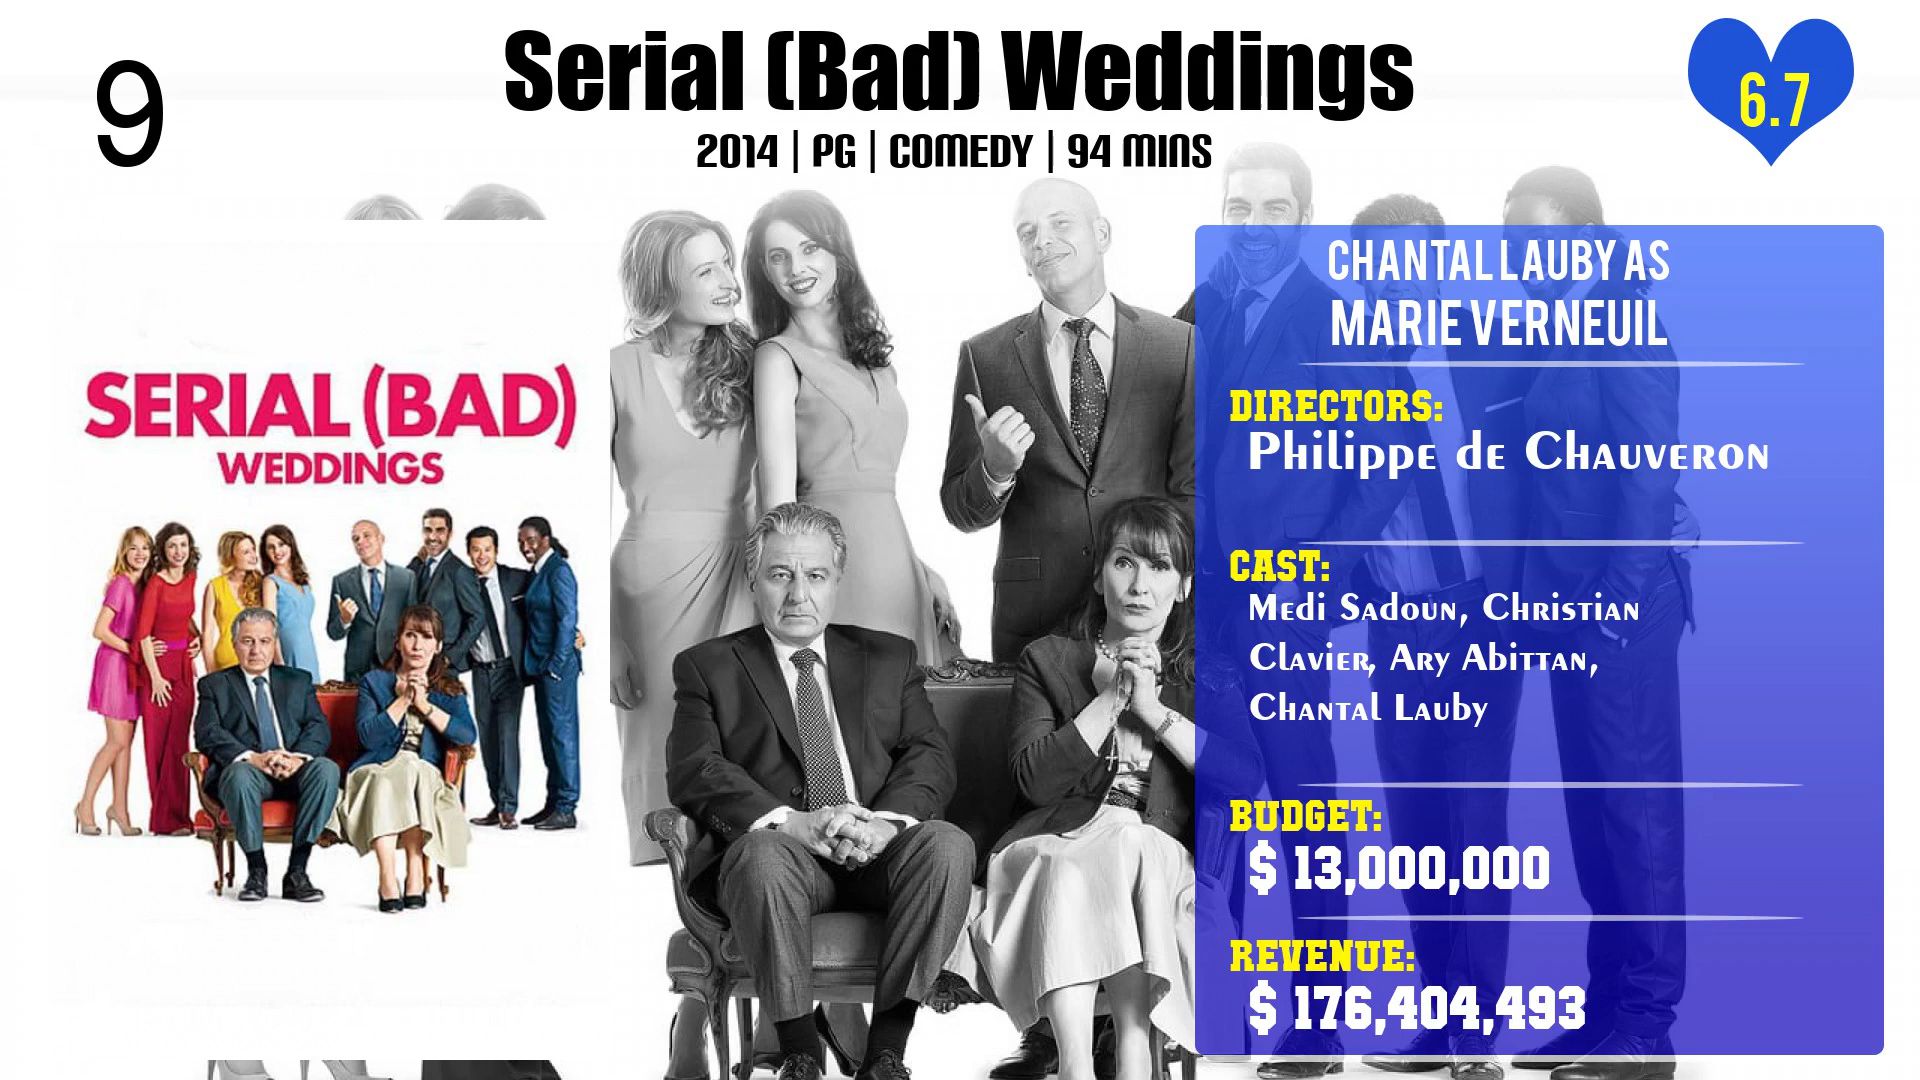 9
Serial (Bad) Weddings
2014 | PG | COMEDY | 94 MINS
6.7
SERIAL (BAD)
WEDDINGS
CHANTAL LAUBY AS
MARIE VERNEUIL
DIRECTORS:
Philippe de Chauveron
CAST:
Medi Sadoun, Christian
Clavier, Ary Abittan,
Chantal Lauby
BUDGET:
$ 13,000,000
REVENUE:
$ 176,404,493